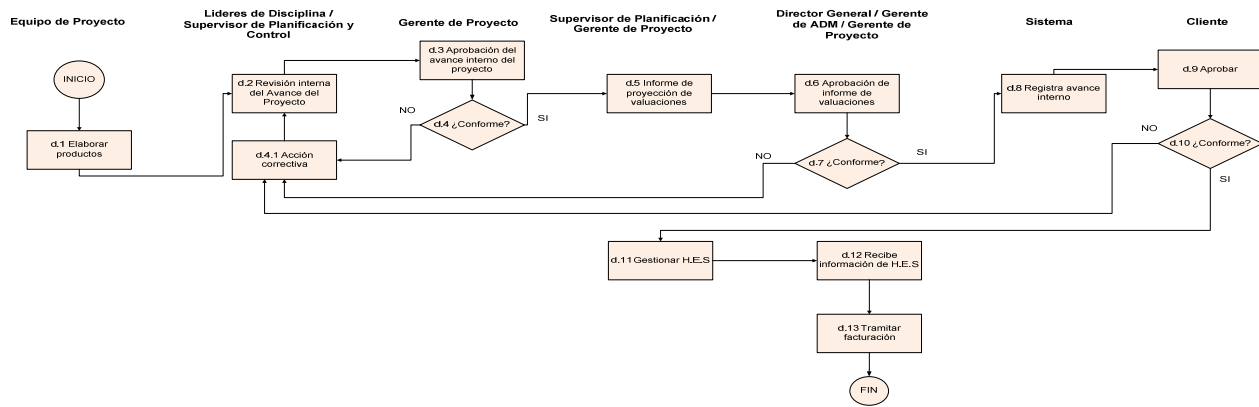 Equipo de Proyecto
Lideres de Disciplina /
Supervisor de Planificación y
Control
Gerente de Proyecto
Supervisor de Planificación /
Gerente de Proyecto
Director General / Gerente
de ADM / Gerente de
Proyecto
Sistema
Cliente
INICIO
d.1 Elaborar
productos
d.2 Revisión interna
del Avance del
Proyecto
d.4.1 Acción
correctiva
d.3 Aprobación del
avance interno del
proyecto
NO
d.4 ¿Conforme?
SI
d.5 Informe de
proyección de
valuaciones
d.6 Aprobación de
informe de
valuaciones
NO
d.7 ¿Conforme?
SI
d.8 Registra avance
interno
d.9 Aprobar
NO
d.10 ¿Conforme?
SI
d.11 Gestionar H.E.S
d.12 Recibe
información de H.E.S
d.13 Tramitar
facturación
FIN